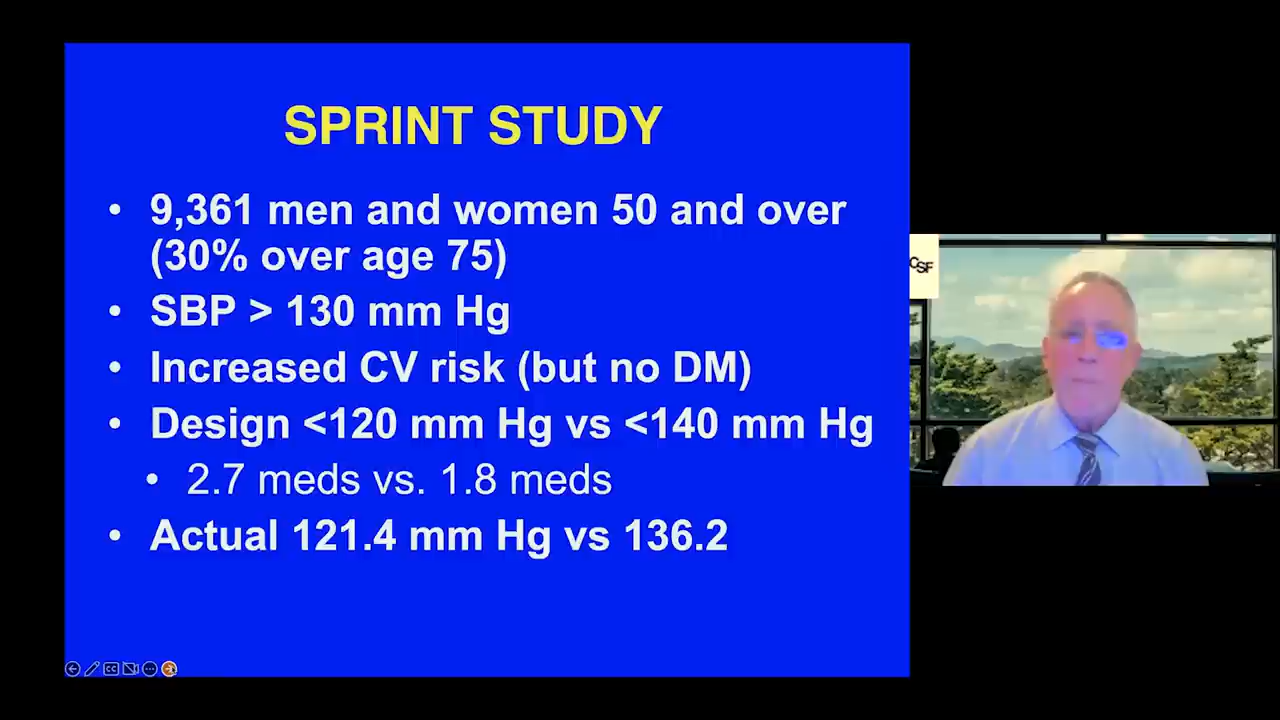 SPRINT STUDY
• 9,361 men and women 50 and over
(30% over age 75)
• SBP > 130 mm Hg
• Increased CV risk (but no DM)
• Design <120 mm Hg vs <140 mm Hg
• 2.7 meds vs. 1.8 meds
• Actual 121.4 mm Hg vs 136.2
CSF
CC